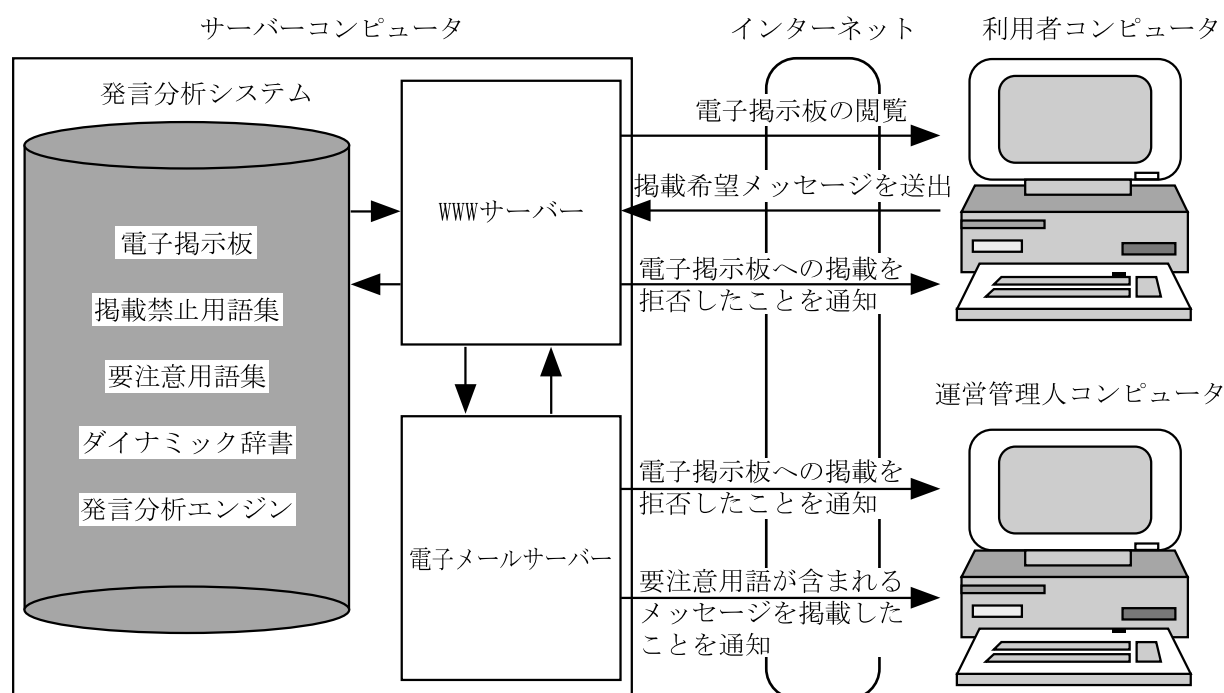 サーバーコンピュータ
インターネット
利用者コンピュータ
発言分析システム
電子掲示板
掲載禁止用語集
要注意用語集
ダイナミック辞書
発言分析エンジン
WWWサーバー
電子メールサーバー
電子掲示板の閲覧
掲載希望メッセージを送出
電子掲示板への掲載を
拒否したことを通知
運営管理人コンピュータ
電子掲示板への掲載を
拒否したことを通知
要注意用語が含まれる
メッセージを掲載した
ことを通知